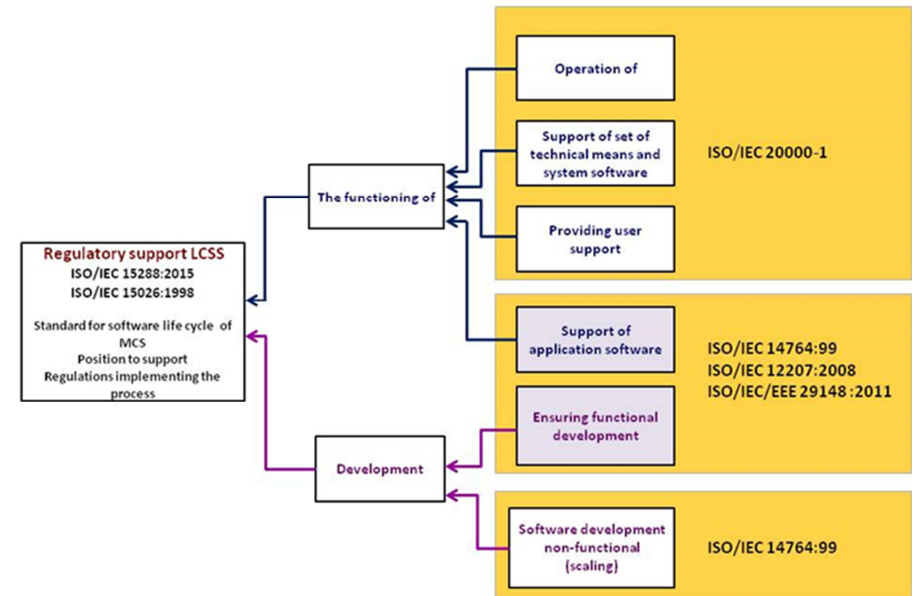 Regulatory support LCSS
ISO/IEC 15288:2015
ISO/IEC 15026:1998
Standard for software life cycle of
MCS
Position to support
Regulations implementing the
process
The functioning of
Development
Operation of
Support of set of
technical means and
system software
Providing user
support
ISO/IEC 20000-1
Support of
application software
Ensuring functional
development
ISO/IEC 14764:99
ISO/IEC 12207:2008
ISO/IEC/EEE 29148 :2011
Software development
non-functional
(scaling)
ISO/IEC 14764:99